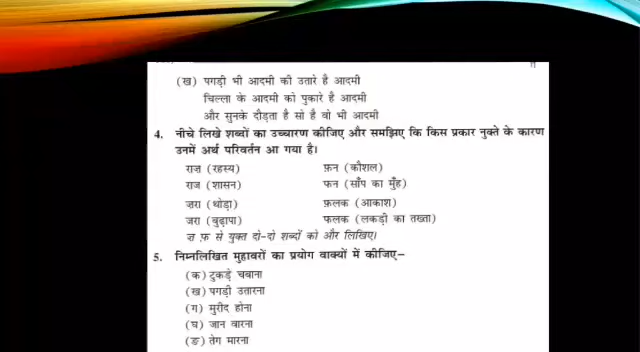 (ख) पगड़ी भी आदमी की उतारे है आदमी
चिल्ला के आदमी को पुकारे है आदमी
और सुनके दौड़ता है सो है वो भी आदमी
4. नीचे लिखे शब्दों का उच्चारण कीजिए और समझिए कि किस प्रकार नुक्ते के कारण
उनमें अर्थ परिवर्तन आ गया है।
राज़ (रहस्य) फ़न (कौशल)
राज (शासन) फन (साँप का मुँह)
ज़रा (थोड़ा) फ़लक (आकाश)
जरा (बुढ़ापा) फलक (लकड़ी का तख्ता)
ज़ फ़ से युक्त दो-दो शब्दों को और लिखिए।
5. निम्नलिखित मुहावरों का प्रयोग वाक्यों में कीजिए–
(क) टुकड़े चबाना
(ख) पगड़ी उतारना
(ग) मुरीद होना
(घ) जान वारना
(ङ) तेग मारना